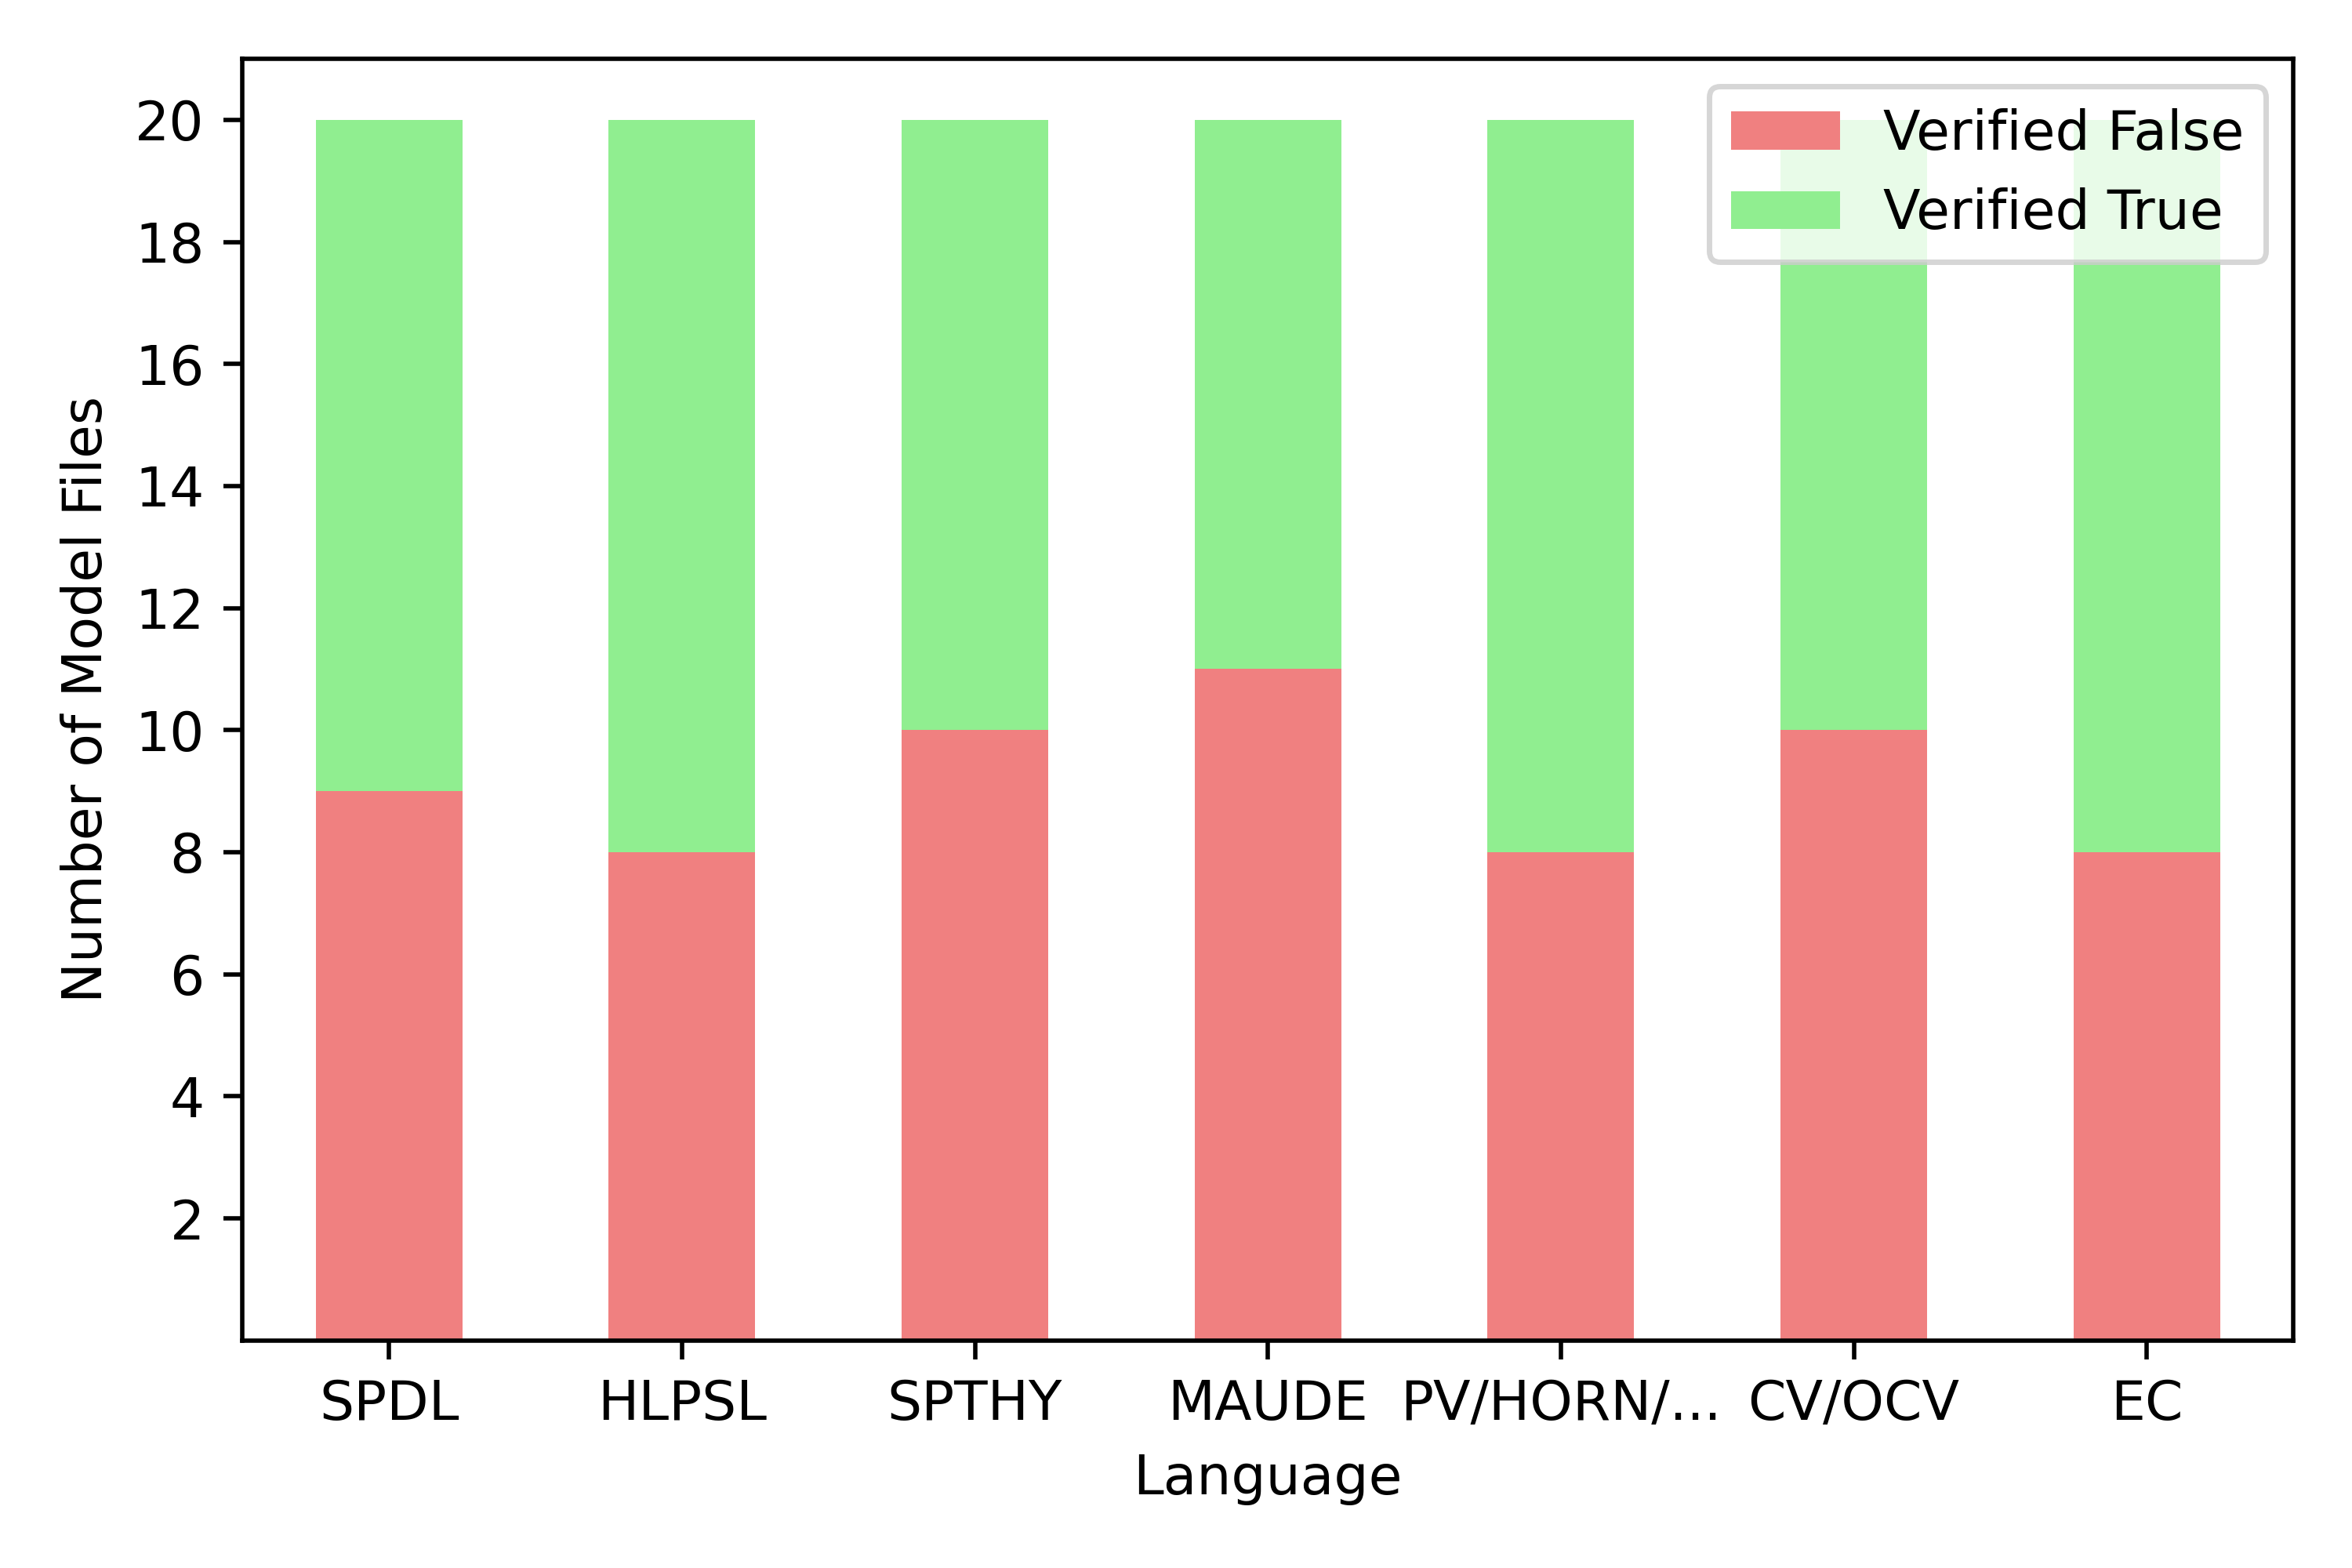 Number of Model Files
20
18
16
14
12
10
8
6
4
2
Verified False
Verified True
SPDL HLPSL SPTHY MAUDE PV/HORN/... CV/OCV EC
Language